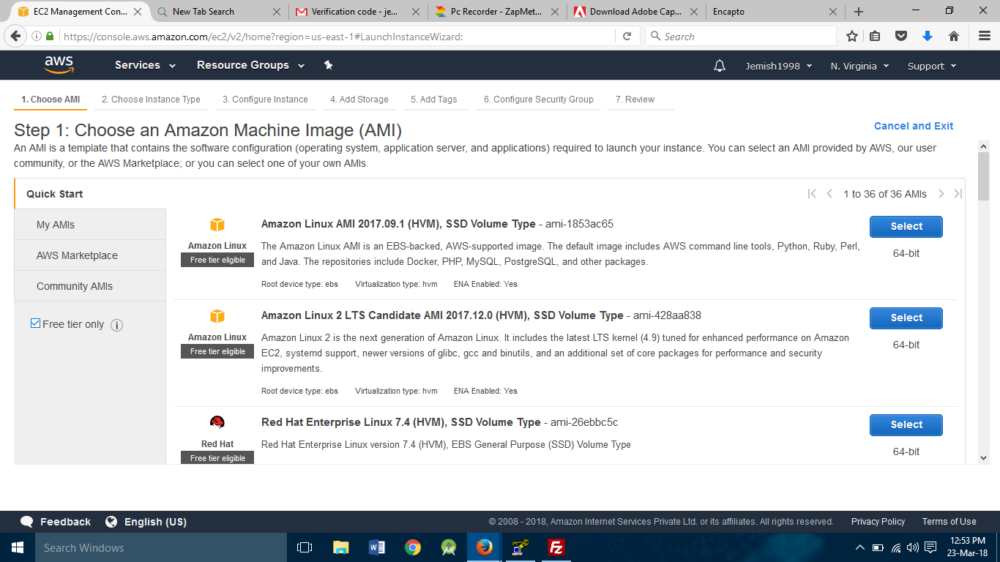 EC2 Management Con...
New Tab Search
Verification code - je...
Pc Recorder - ZapMet...
Download Adobe Cap...
Encapto
https://console.aws.amazon.com/ec2/v2/home?region=us-east-1#LaunchInstanceWizard:
Search
aws
Services
Resource Groups
Jemish1998
N. Virginia
Support
1. Choose AMI
2. Choose Instance Type
3. Configure Instance
4. Add Storage
5. Add Tags
6. Configure Security Group
7. Review
Step 1: Choose an Amazon Machine Image (AMI)
Cancel and Exit
An AMI is a template that contains the software configuration (operating system, application server, and applications) required to launch your instance. You can select an AMI provided by AWS, our user
community, or the AWS Marketplace; or you can select one of your own AMIs.
Quick Start
1 to 36 of 36 AMIs
My AMIs
AWS Marketplace
Community AMIs
Free tier only
Amazon Linux
Free tier eligible
Amazon Linux AMI 2017.09.1 (HVM), SSD Volume Type - ami-1853ac65
The Amazon Linux AMI is an EBS-backed, AWS-supported image. The default image includes AWS command line tools, Python, Ruby, Perl,
and Java. The repositories include Docker, PHP, MySQL, PostgreSQL, and other packages.
Root device type: ebs Virtualization type: hvm ENA Enabled: Yes
Select
64-bit
Amazon Linux
Free tier eligible
Amazon Linux 2 LTS Candidate AMI 2017.12.0 (HVM), SSD Volume Type - ami-428aa838
Amazon Linux 2 is the next generation of Amazon Linux. It includes the latest LTS kernel (4.9) tuned for enhanced performance on Amazon
EC2, systemd support, newer versions of glibc, gcc and binutils, and an additional set of core packages for performance and security
improvements.
Root device type: ebs Virtualization type: hvm ENA Enabled: Yes
Select
64-bit
Red Hat
Free tier eligible
Red Hat Enterprise Linux 7.4 (HVM), SSD Volume Type - ami-26ebbc5c
Red Hat Enterprise Linux version 7.4 (HVM), EBS General Purpose (SSD) Volume Type
Select
64-bit
Feedback
English (US)
© 2008 - 2018, Amazon Internet Services Private Ltd. or its affiliates. All rights reserved.
Privacy Policy
Terms of Use
Search Windows
12:53 PM
23-Mar-18